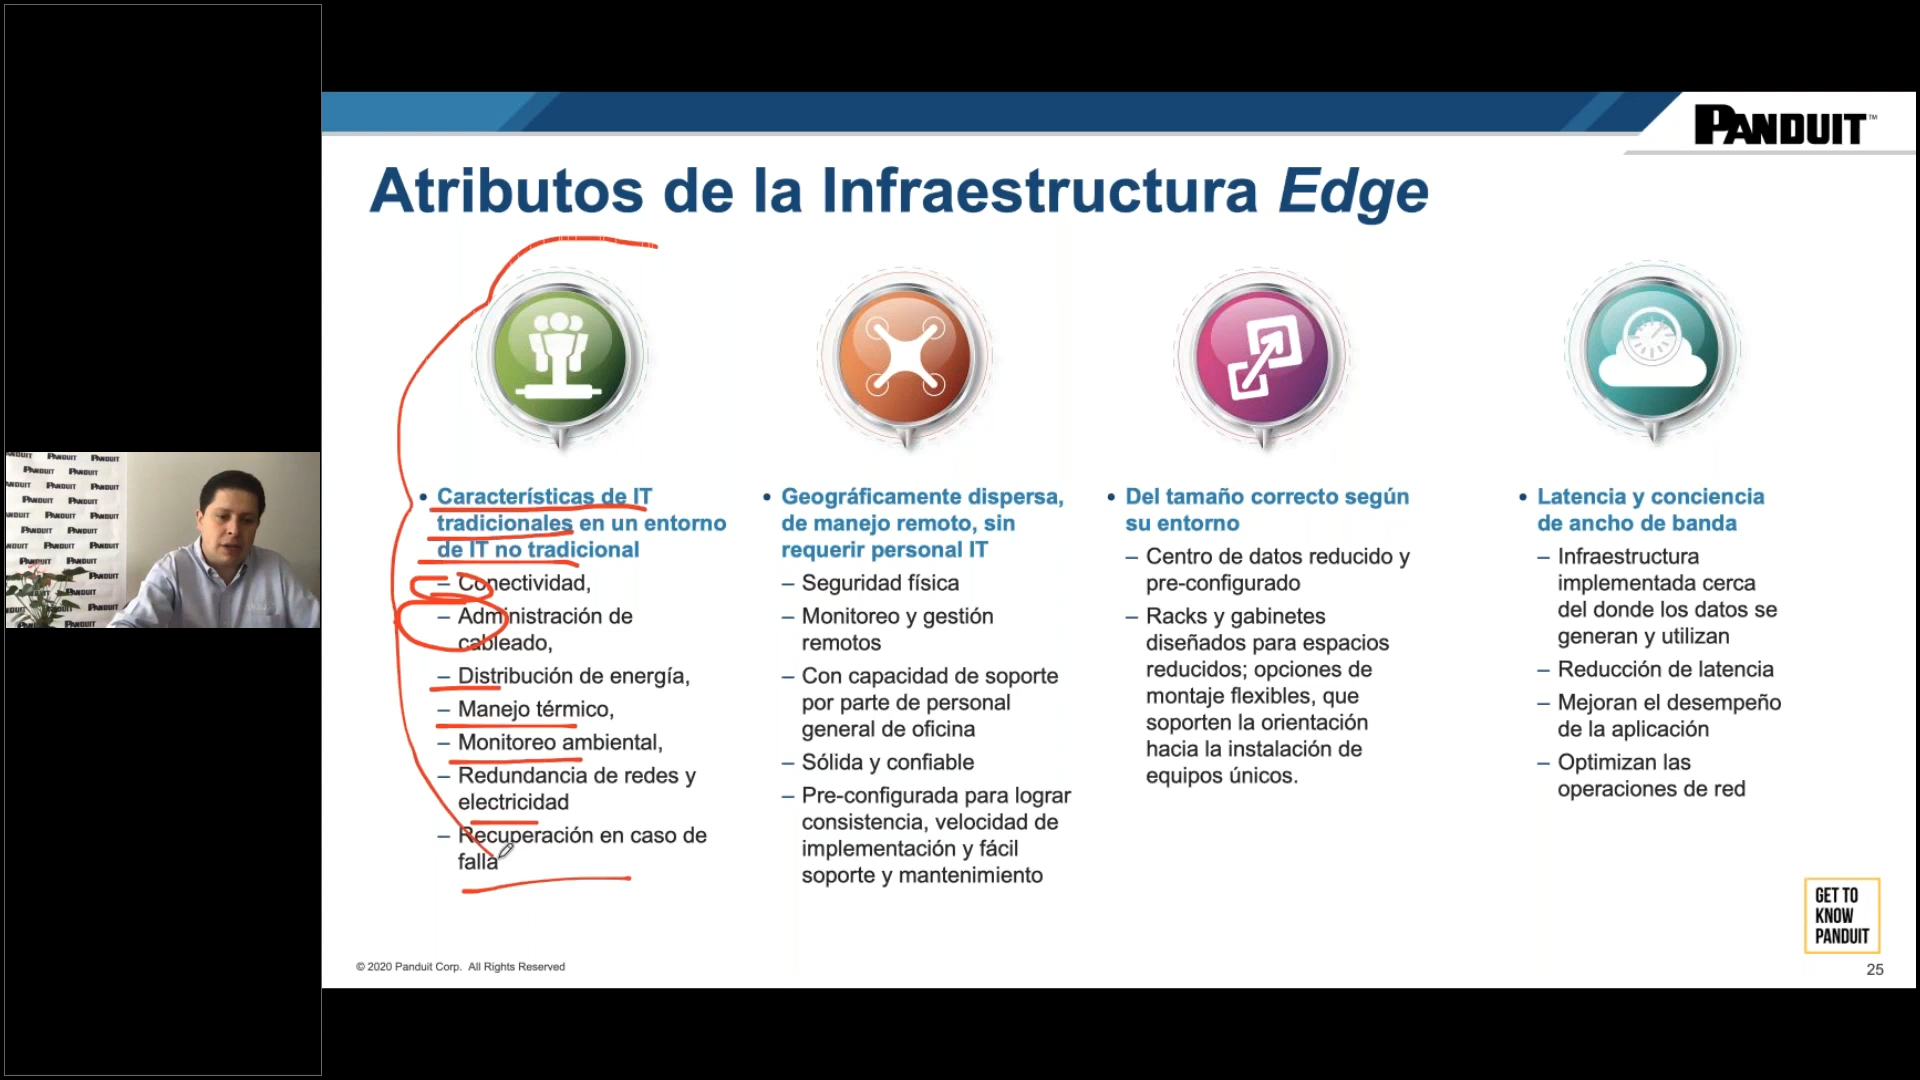 PANDUIT™
Atributos de la Infraestructura Edge
• Características de IT
tradicionales en un entorno
de IT no tradicional
– Conectividad,
– Administración de
cableado,
– Distribución de energía,
– Manejo térmico,
– Monitoreo ambiental,
– Redundancia de redes y
electricidad
– Recuperación en caso de
falla
• Geográficamente dispersa,
de manejo remoto, sin
requerir personal IT
– Seguridad física
– Monitoreo y gestión
remotos
– Con capacidad de soporte
por parte de personal
general de oficina
– Sólida y confiable
– Pre-configurada para lograr
consistencia, velocidad de
implementación y fácil
soporte y mantenimiento
• Del tamaño correcto según
su entorno
– Centro de datos reducido y
pre-configurado
– Racks y gabinetes
diseñados para espacios
reducidos; opciones de
montaje flexibles, que
soporten la orientación
hacia la instalación de
equipos únicos.
• Latencia y conciencia
de ancho de banda
– Infraestructura
implementada cerca
del donde los datos se
generan y utilizan
– Reducción de latencia
– Mejoran el desempeño
de la aplicación
– Optimizan las
operaciones de red
GET TO
KNOW
PANDUIT
© 2020 Panduit Corp. All Rights Reserved
25